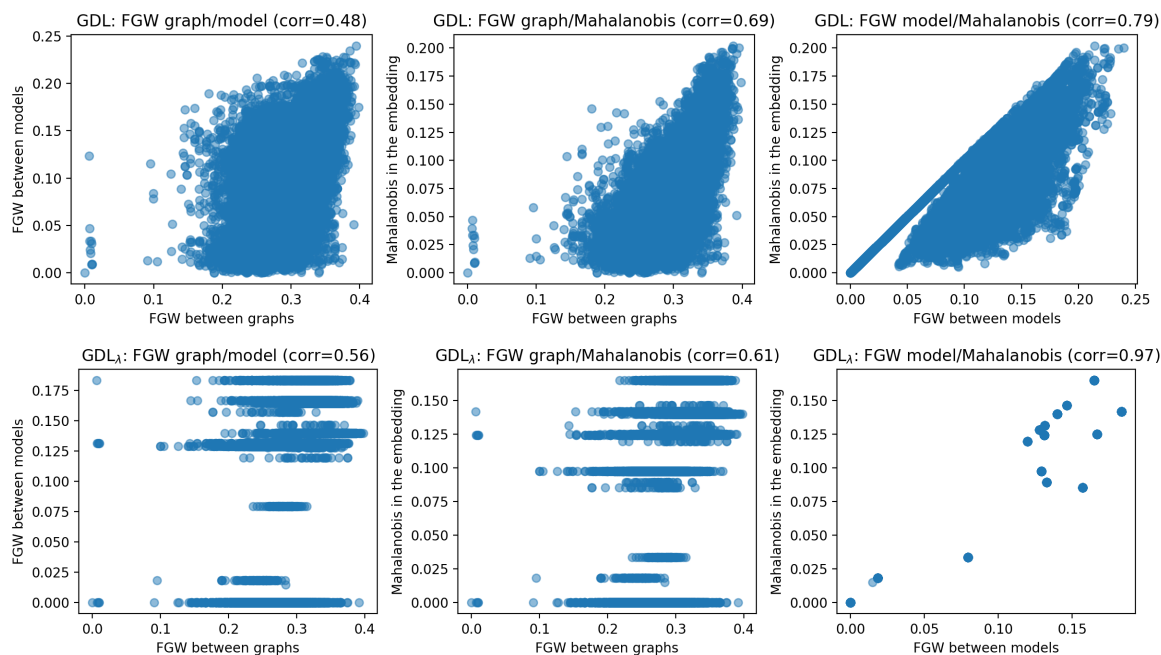 GDL: FGW graph/model (corr=0.48)
0.25
0.20
0.15
0.10
0.05
0.00
FGW between models
0.0 0.1 0.2 0.3 0.4
FGW between graphs
GDL: FGW graph/Mahalanobis (corr=0.69)
0.200
0.175
0.150
0.125
0.100
0.075
0.050
0.025
0.000
Mahalanobis in the embedding
0.0 0.1 0.2 0.3 0.4
FGW between graphs
GDL: FGW model/Mahalanobis (corr=0.79)
0.200
0.175
0.150
0.125
0.100
0.075
0.050
0.025
0.000
Mahalanobis in the embedding
0.00 0.05 0.10 0.15 0.20 0.25
FGW between models
GDLλ: FGW graph/model (corr=0.56)
0.175
0.150
0.125
0.100
0.075
0.050
0.025
0.000
FGW between models
0.0 0.1 0.2 0.3 0.4
FGW between graphs
GDLλ: FGW graph/Mahalanobis (corr=0.61)
0.150
0.125
0.100
0.075
0.050
0.025
0.000
Mahalanobis in the embedding
0.0 0.1 0.2 0.3 0.4
FGW between graphs
GDLλ: FGW model/Mahalanobis (corr=0.97)
0.150
0.125
0.100
0.075
0.050
0.025
0.000
Mahalanobis in the embedding
0.00 0.05 0.10 0.15
FGW between models